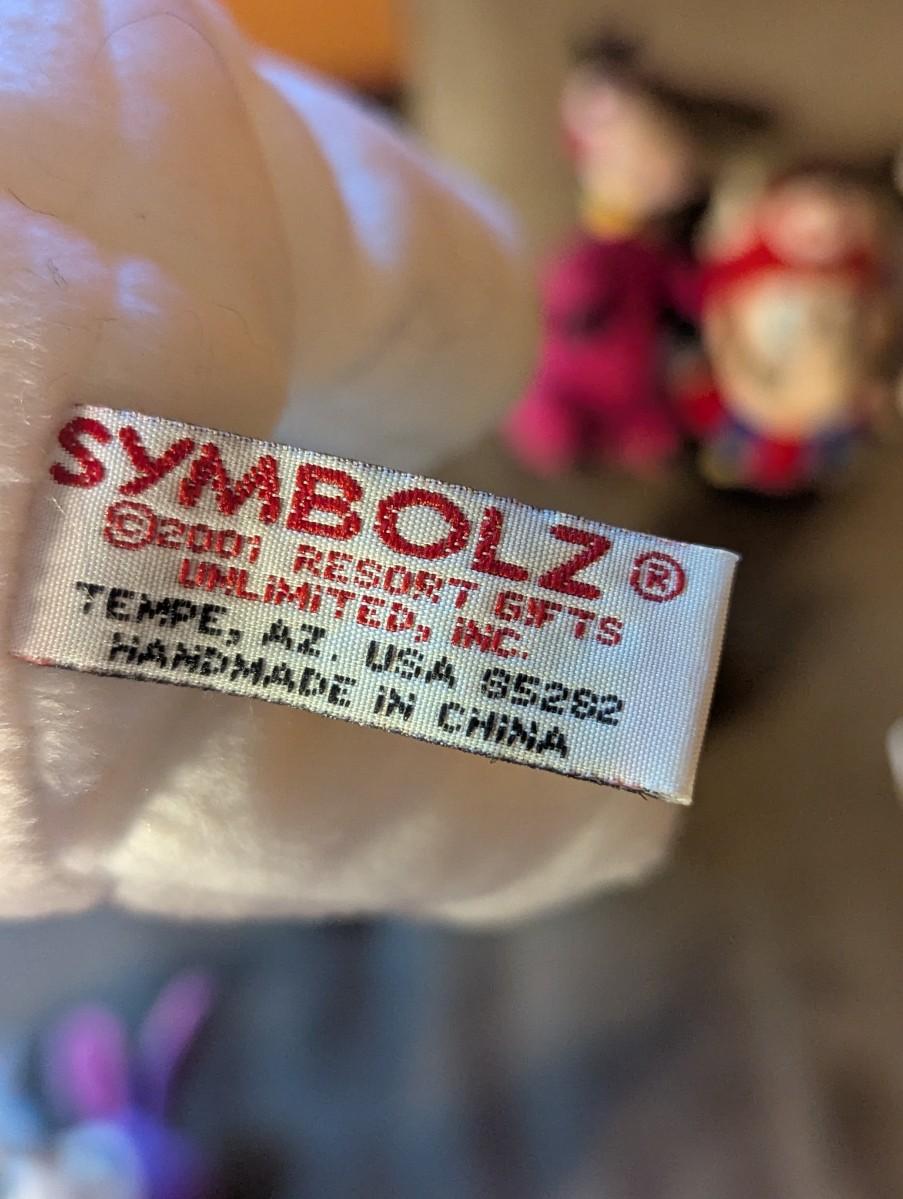 SYMBOLZ®
©2001 RESORT GIFTS
UNLIMITED, INC.
TEMPE, AZ. USA 85282
HANDMADE IN CHINA